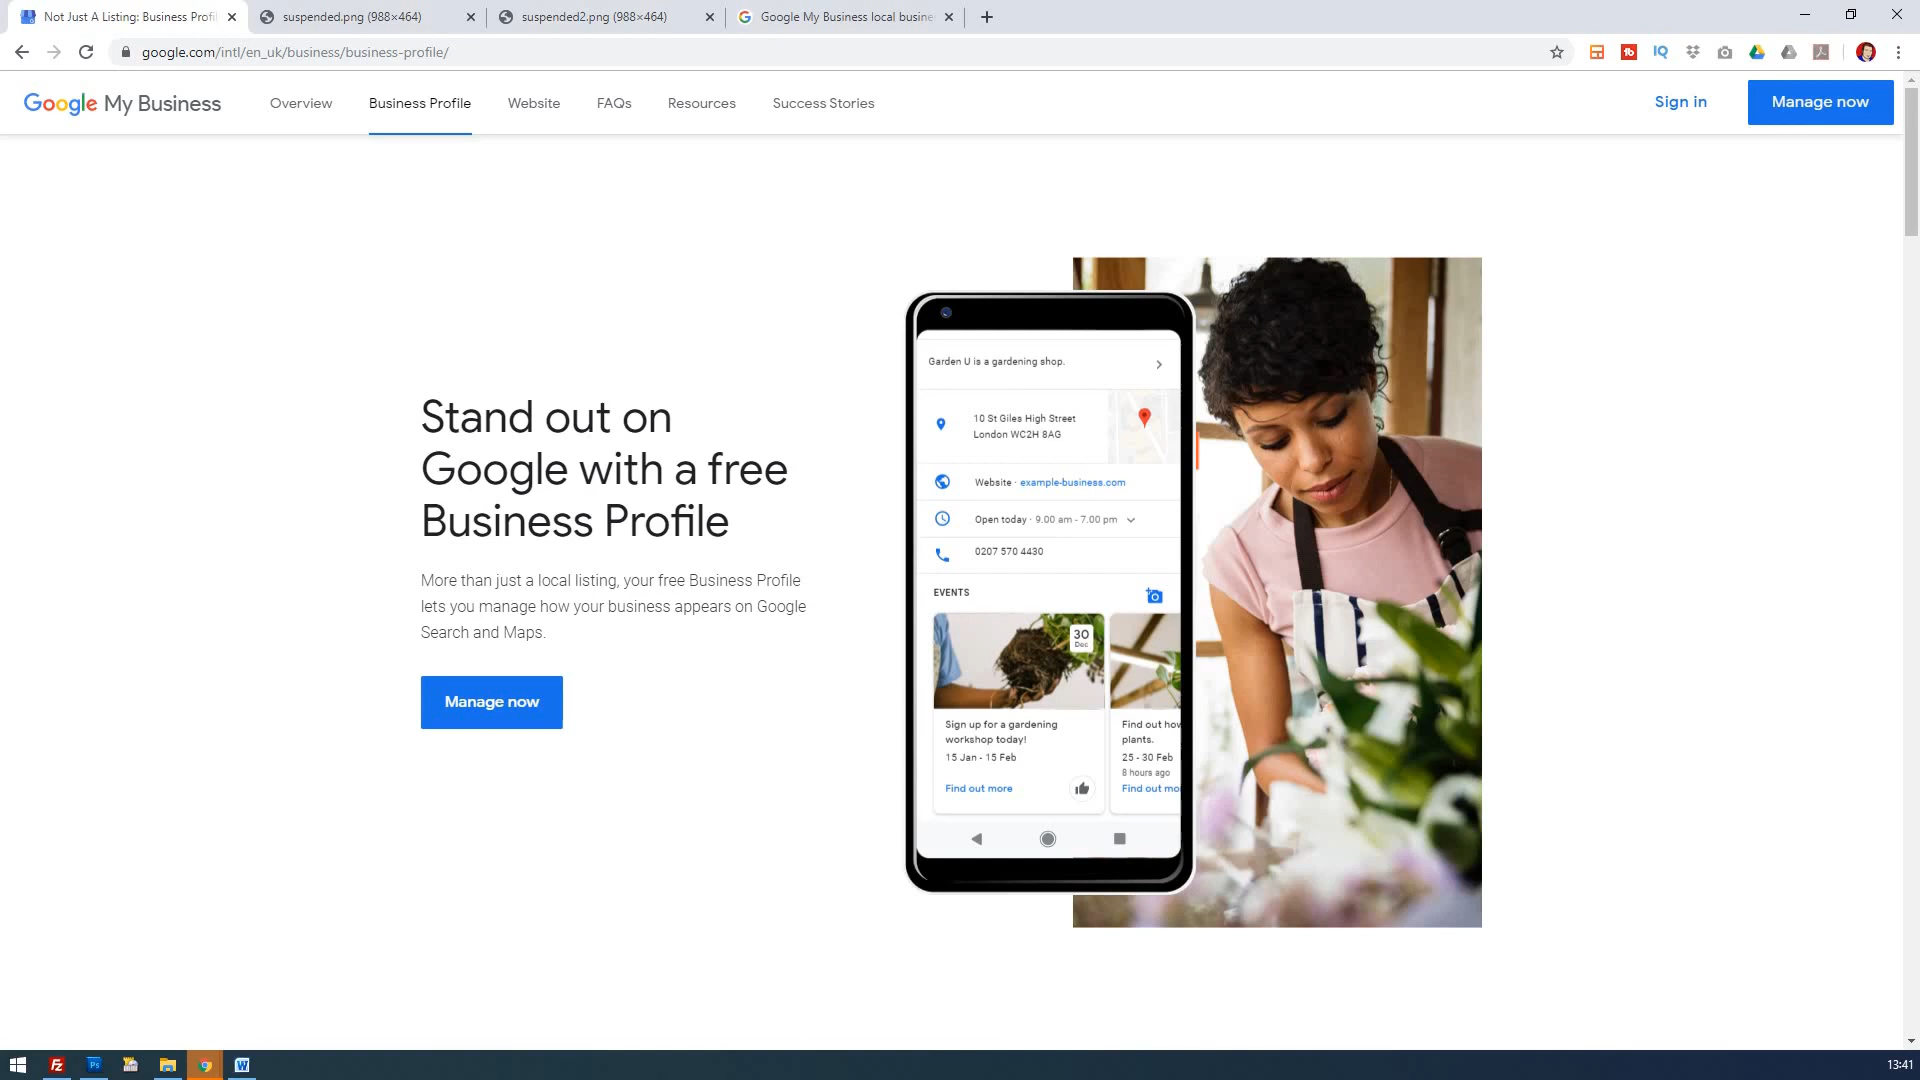 Not Just A Listing: Business Profi
suspended.png (988×464)
suspended2.png (988×464)
Google My Business local busine
google.com/intl/en_uk/business/business-profile/
Google My Business
Overview
Business Profile
Website
FAQs
Resources
Success Stories
Sign in
Manage now
Stand out on
Google with a free
Business Profile
More than just a local listing, your free Business Profile
lets you manage how your business appears on Google
Search and Maps.
Manage now
Garden U is a gardening shop.
10 St Giles High Street
London WC2H 8AG
Website · example-business.com
Open today · 9.00 am - 7.00 pm
0207 570 4430
EVENTS
30
Dec
Sign up for a gardening
workshop today!
15 Jan - 15 Feb
Find out more
Find out how
plants.
25 - 30 Feb
8 hours ago
Find out mo
13:41